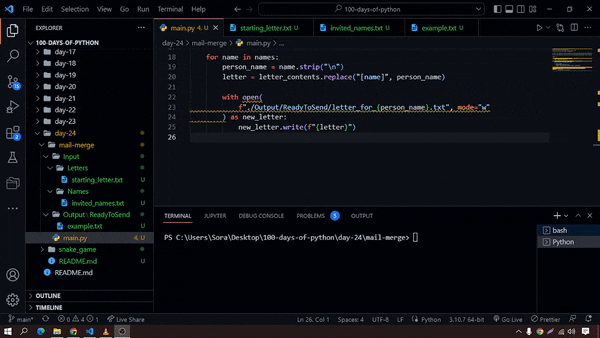 File Edit Selection View Go Run Terminal Help
100-days-of-python
EXPLORER
100-DAYS-OF-PYTHON
day-17
day-18
day-19
day-20
day-21
day-22
day-23
day-24
mail-merge
Input
Letters
starting_letter.txt U
Names
invited_names.txt U
Output \ ReadyToSend
example.txt U
main.py 4, U
snake_game
README.md U
README.md
OUTLINE
TIMELINE
main.py 4, U
starting_letter.txt U
invited_names.txt U
example.txt U
day-24 > mail-merge > main.py > ...
18 for name in names:
19 person_name = name.strip("\n")
20 letter = letter_contents.replace("[name]", person_name)
21
22 with open(
23 f"./Output/ReadyToSend/letter_for_{person_name}.txt", mode="w"
24 ) as new_letter:
25 new_letter.write(f"{letter}")
26
TERMINAL JUPYTER DEBUG CONSOLE PROBLEMS 5 OUTPUT
PS C:\Users\Sora\Desktop\100-days-of-python\day-24\mail-merge>
bash
Python
main* 0 4 1 Live Share Ln 26, Col 1 Spaces: 4 UTF-8 LF Python 3.10.7 64-bit Go Live Prettier